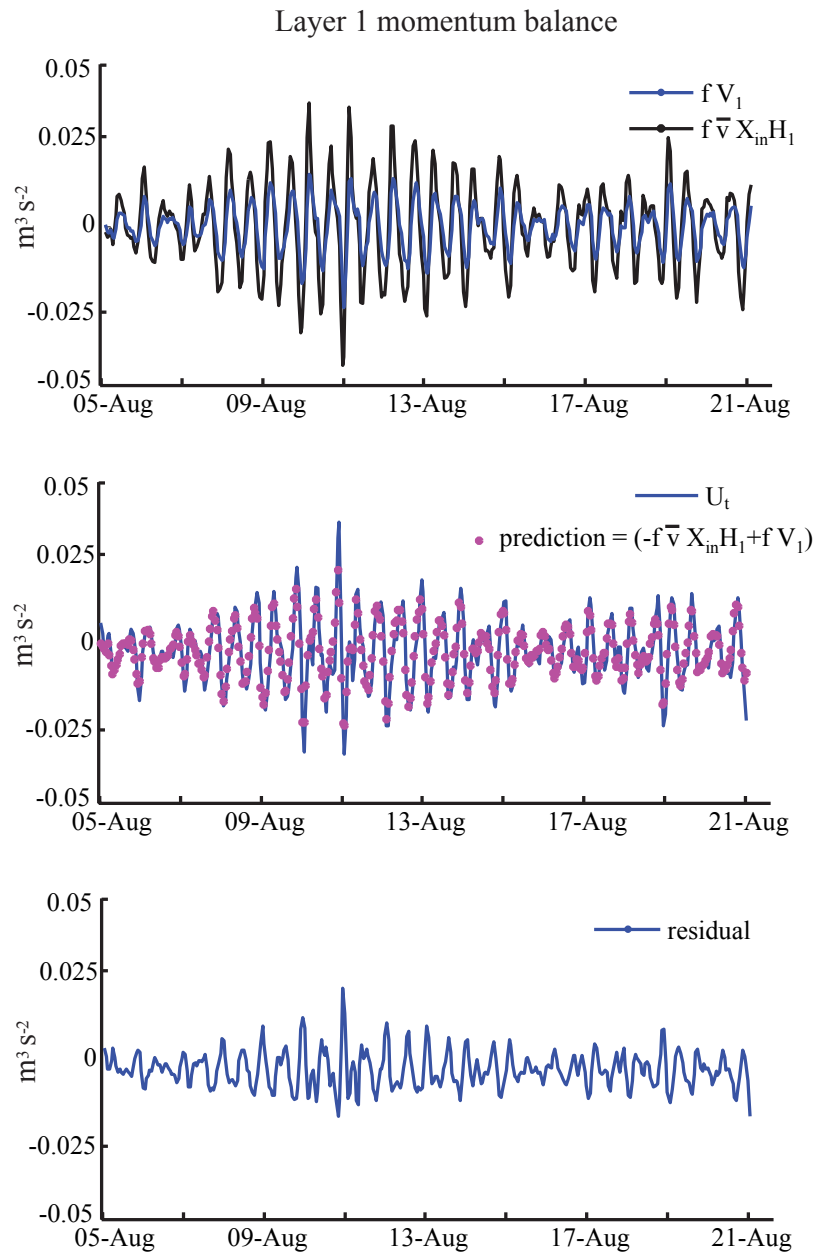 Layer 1 momentum balance
0.05
f V₁
f v̄ XᵢₙH₁
0.025
m³ s⁻²
0
-0.025
-0.05
05-Aug 09-Aug 13-Aug 17-Aug 21-Aug
0.05
Uₜ
prediction = (-f v̄ XᵢₙH₁+f V₁)
0.025
m³ s⁻²
0
-0.025
-0.05
05-Aug 09-Aug 13-Aug 17-Aug 21-Aug
0.05
residual
0.025
m³ s⁻²
0
-0.025
-0.05
05-Aug 09-Aug 13-Aug 17-Aug 21-Aug